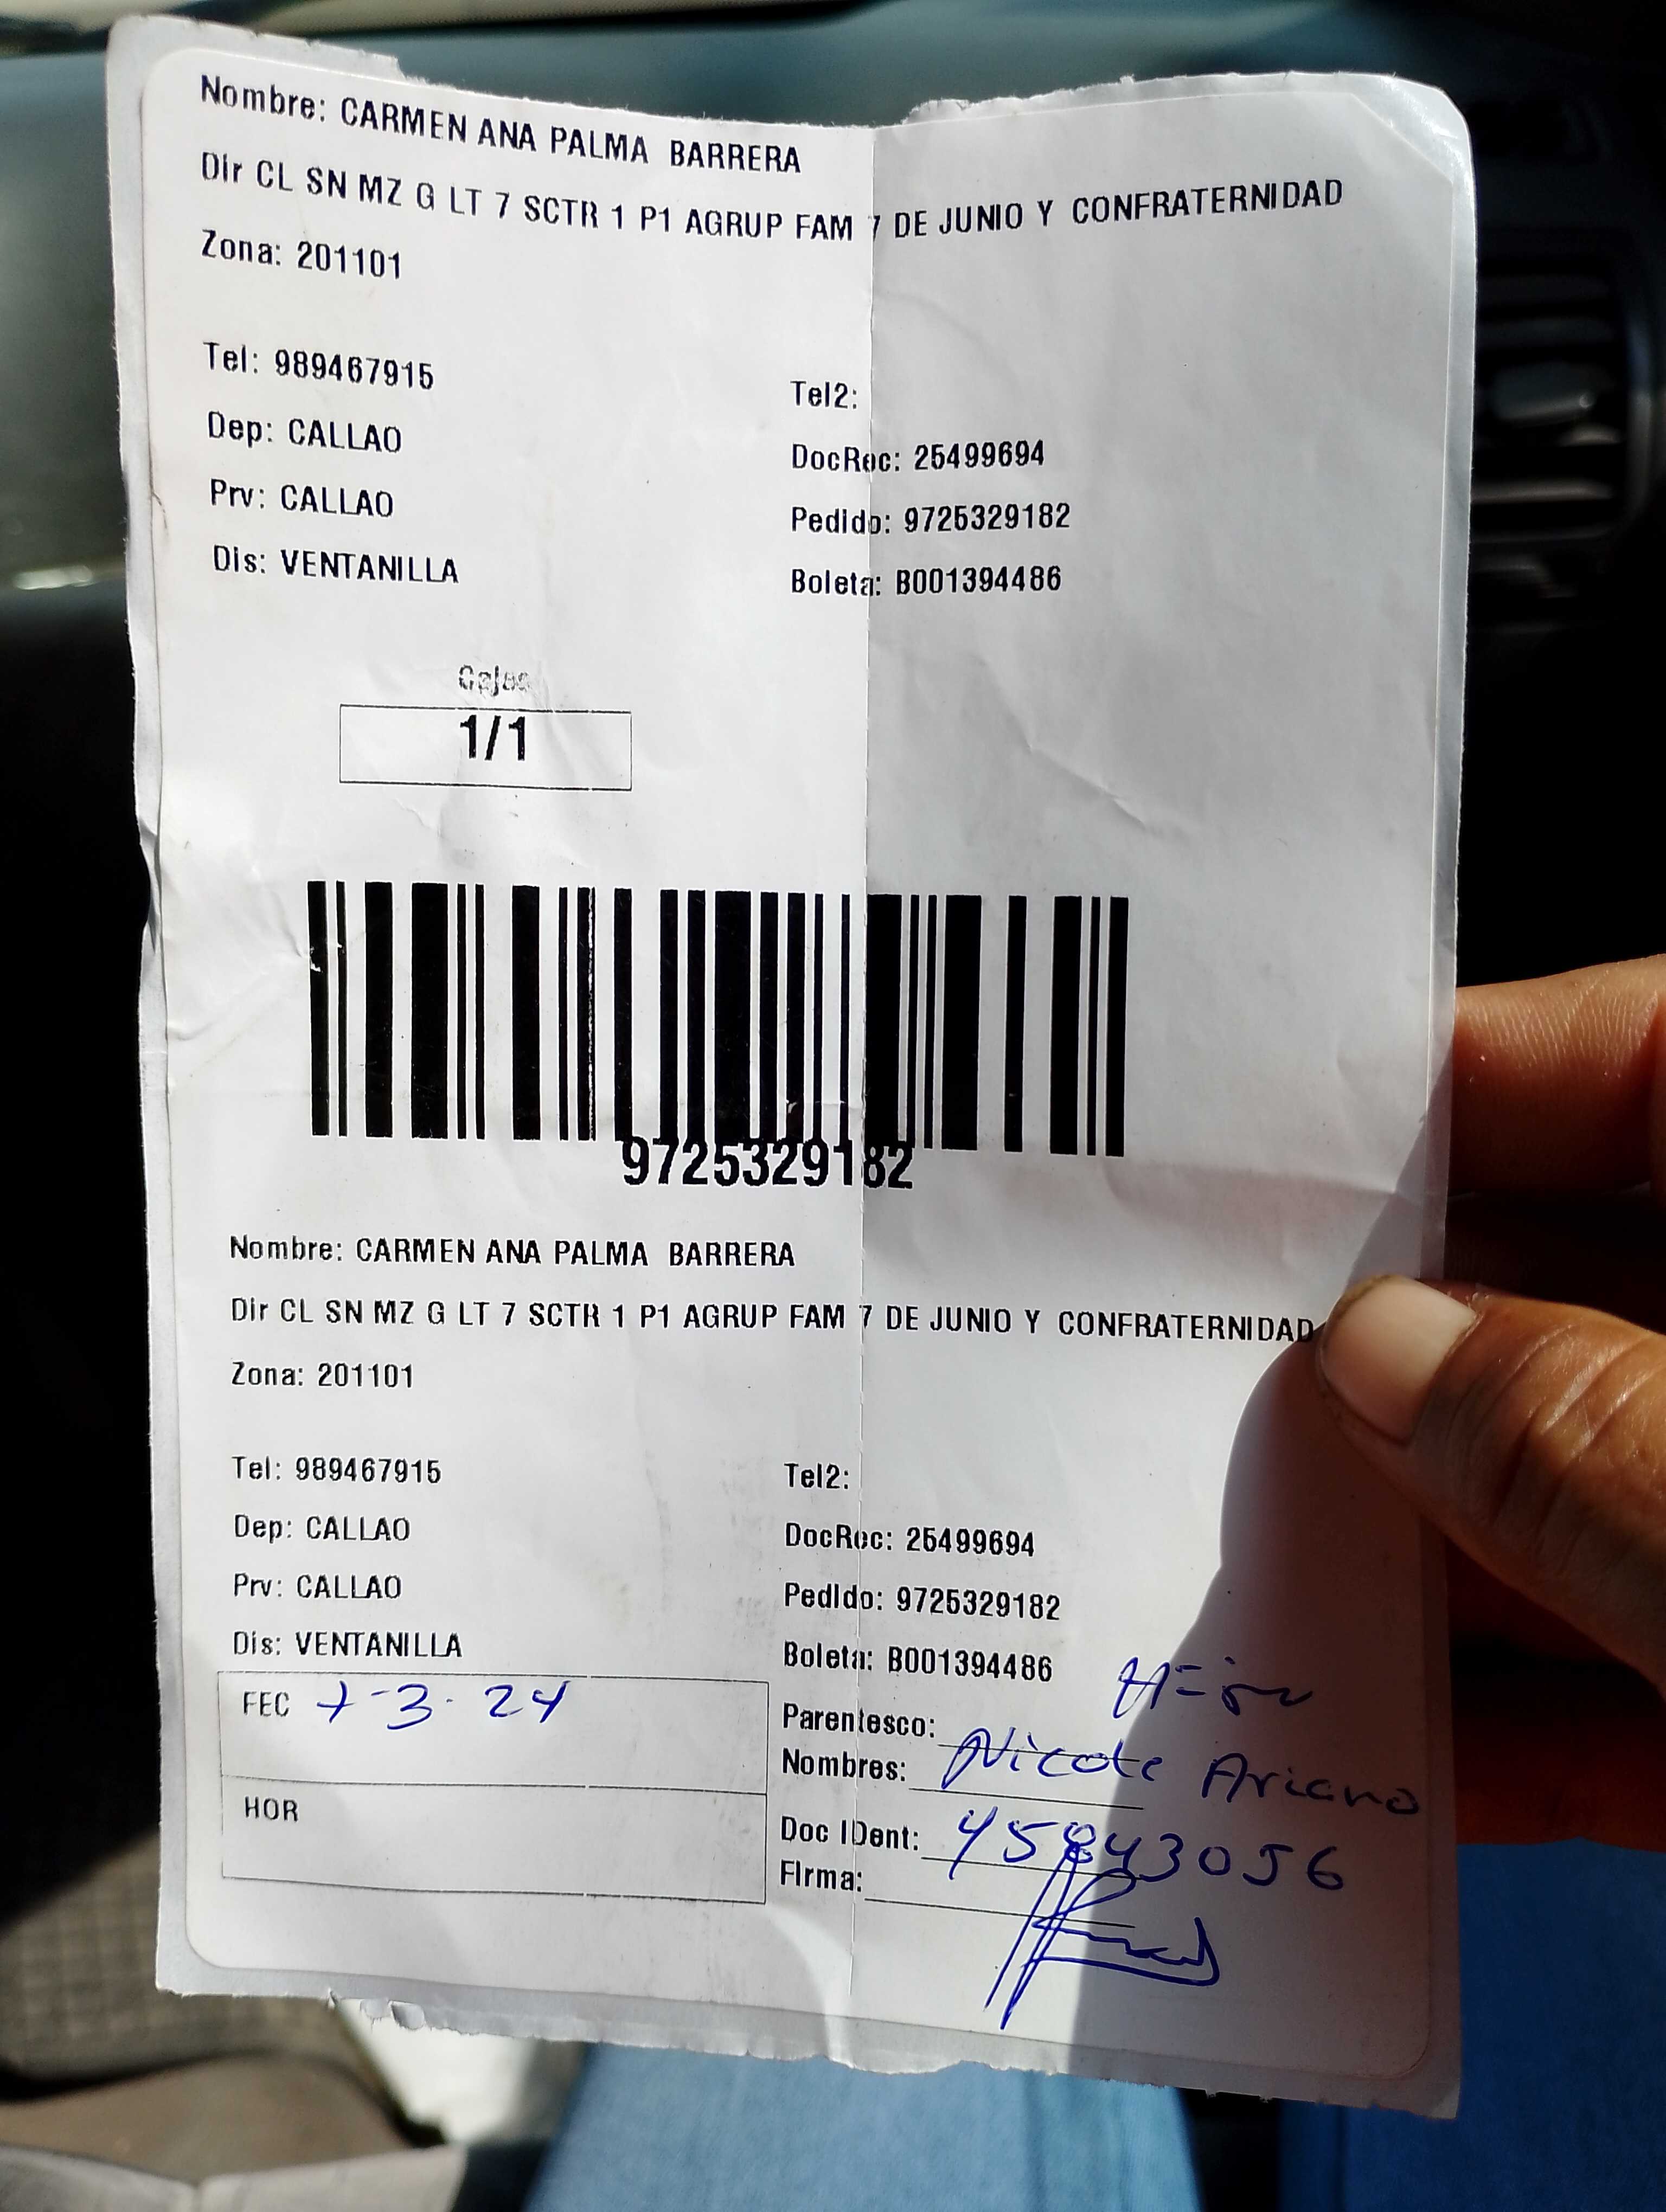 Nombre: CARMEN ANA PALMA BARRERA
Dir CL SN MZ G LT 7 SCTR 1 P1 AGRUP FAM 7 DE JUNIO Y CONFRATERNIDAD
Zona: 201101
Tel: 989467915
Tel2:
Dep: CALLAO
DocRec: 25499694
Prv: CALLAO
Pedido: 9725329182
Dis: VENTANILLA
Boleta: B001394486
Cajas
1/1
9725329182
Nombre: CARMEN ANA PALMA BARRERA
Dir CL SN MZ G LT 7 SCTR 1 P1 AGRUP FAM 7 DE JUNIO Y CONFRATERNIDAD
Zona: 201101
Tel: 989467915
Tel2:
Dep: CALLAO
DocRec: 25499694
Prv: CALLAO
Pedido: 9725329182
Dis: VENTANILLA
Boleta: B001394486
FEC 7-3-24
Parentesco:
Nombres: Nicole Ariano
HOR
Doc IDent: 45843056
Firma: